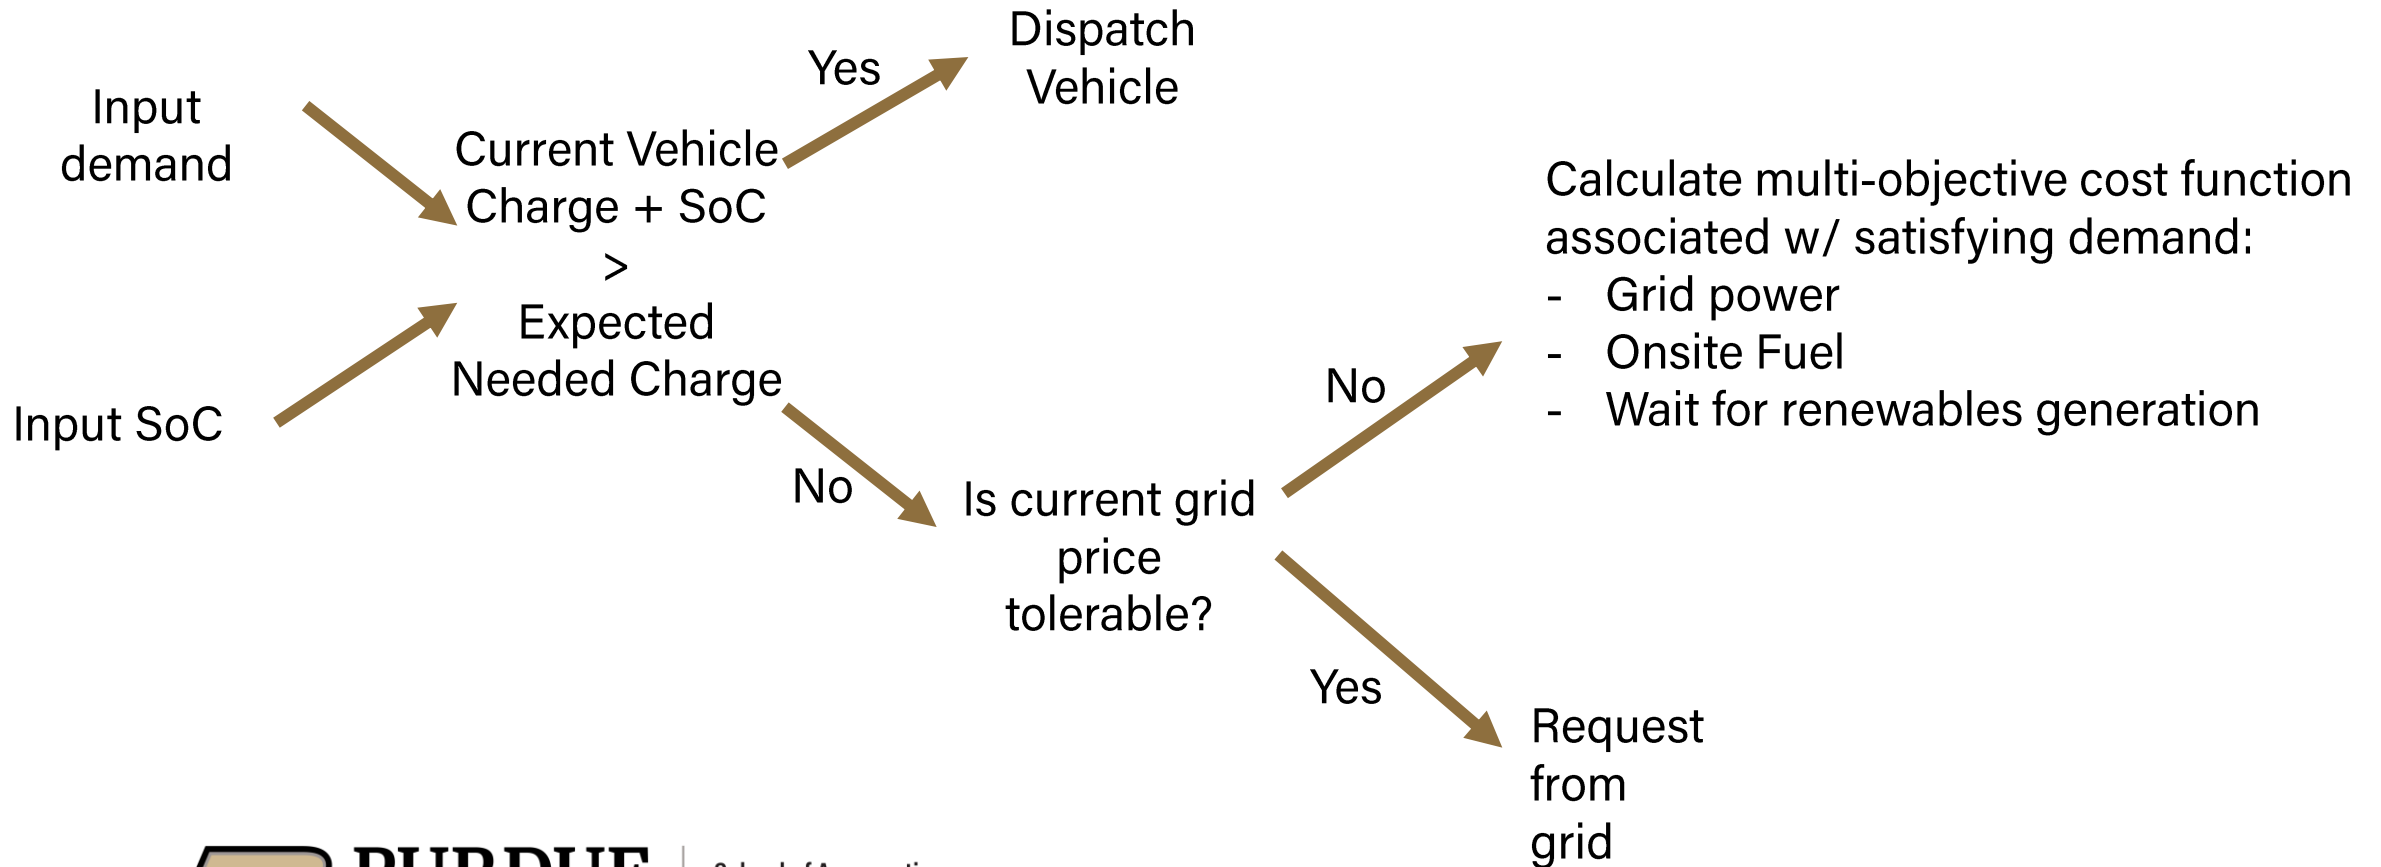 Input
demand
Input SoC
Current Vehicle
Charge + SoC
>
Expected
Needed Charge
Yes
Dispatch
Vehicle
No
Is current grid
price
tolerable?
No
Calculate multi-objective cost function
associated w/ satisfying demand:
- Grid power
- Onsite Fuel
- Wait for renewables generation
Yes
Request
from
grid
PURDUE